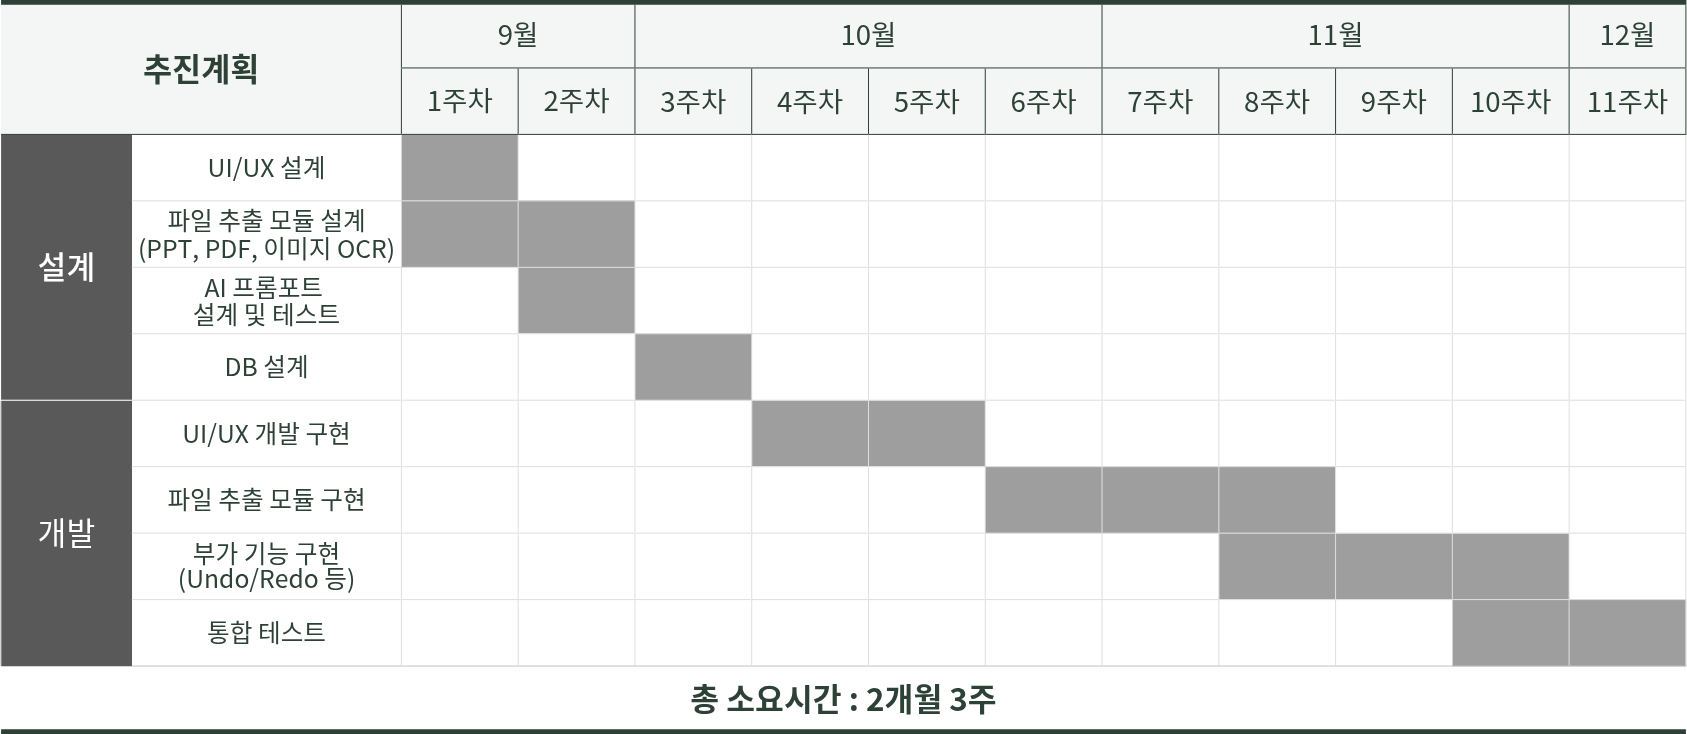 추진계획
9월
10월
11월
12월
1주차
2주차
3주차
4주차
5주차
6주차
7주차
8주차
9주차
10주차
11주차
설계
UI/UX 설계
파일 추출 모듈 설계
(PPT, PDF, 이미지 OCR)
AI 프롬포트
설계 및 테스트
DB 설계
개발
UI/UX 개발 구현
파일 추출 모듈 구현
부가 기능 구현
(Undo/Redo 등)
통합 테스트
총 소요시간 : 2개월 3주